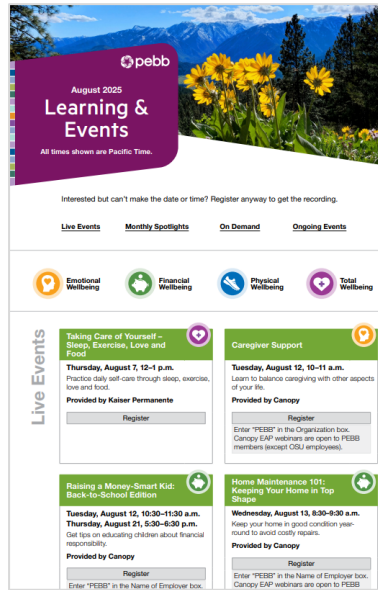 pebb
August 2025
Learning &
Events
All times shown are Pacific Time.
Interested but can't make the date or time? Register anyway to get the recording.
Live Events
Monthly Spotlights
On Demand
Ongoing Events
Emotional
Wellbeing
Financial
Wellbeing
Physical
Wellbeing
Total
Wellbeing
Live Events
Taking Care of Yourself –
Sleep, Exercise, Love and
Food
Thursday, August 7, 12–1 p.m.
Practice daily self-care through sleep, exercise,
love and food.
Provided by Kaiser Permanente
Register
Caregiver Support
Tuesday, August 12, 10–11 a.m.
Learn to balance caregiving with other aspects
of your life.
Provided by Canopy
Register
Enter "PEBB" in the Organization box.
Canopy EAP webinars are open to PEBB
members (except OSU employees).
Raising a Money-Smart Kid:
Back-to-School Edition
Tuesday, August 12, 10:30–11:30 a.m.
Thursday, August 21, 5:30–6:30 p.m.
Get tips on educating children about financial
responsibility.
Provided by Canopy
Register
Enter "PEBB" in the Name of Employer box.
Home Maintenance 101:
Keeping Your Home in Top
Shape
Wednesday, August 13, 8:30-9:30 a.m.
Keep your home in good condition year-
round to avoid costly repairs.
Provided by Canopy
Register
Enter "PEBB" in the Name of Employer box.
Canopy EAP webinars are open to PEBB